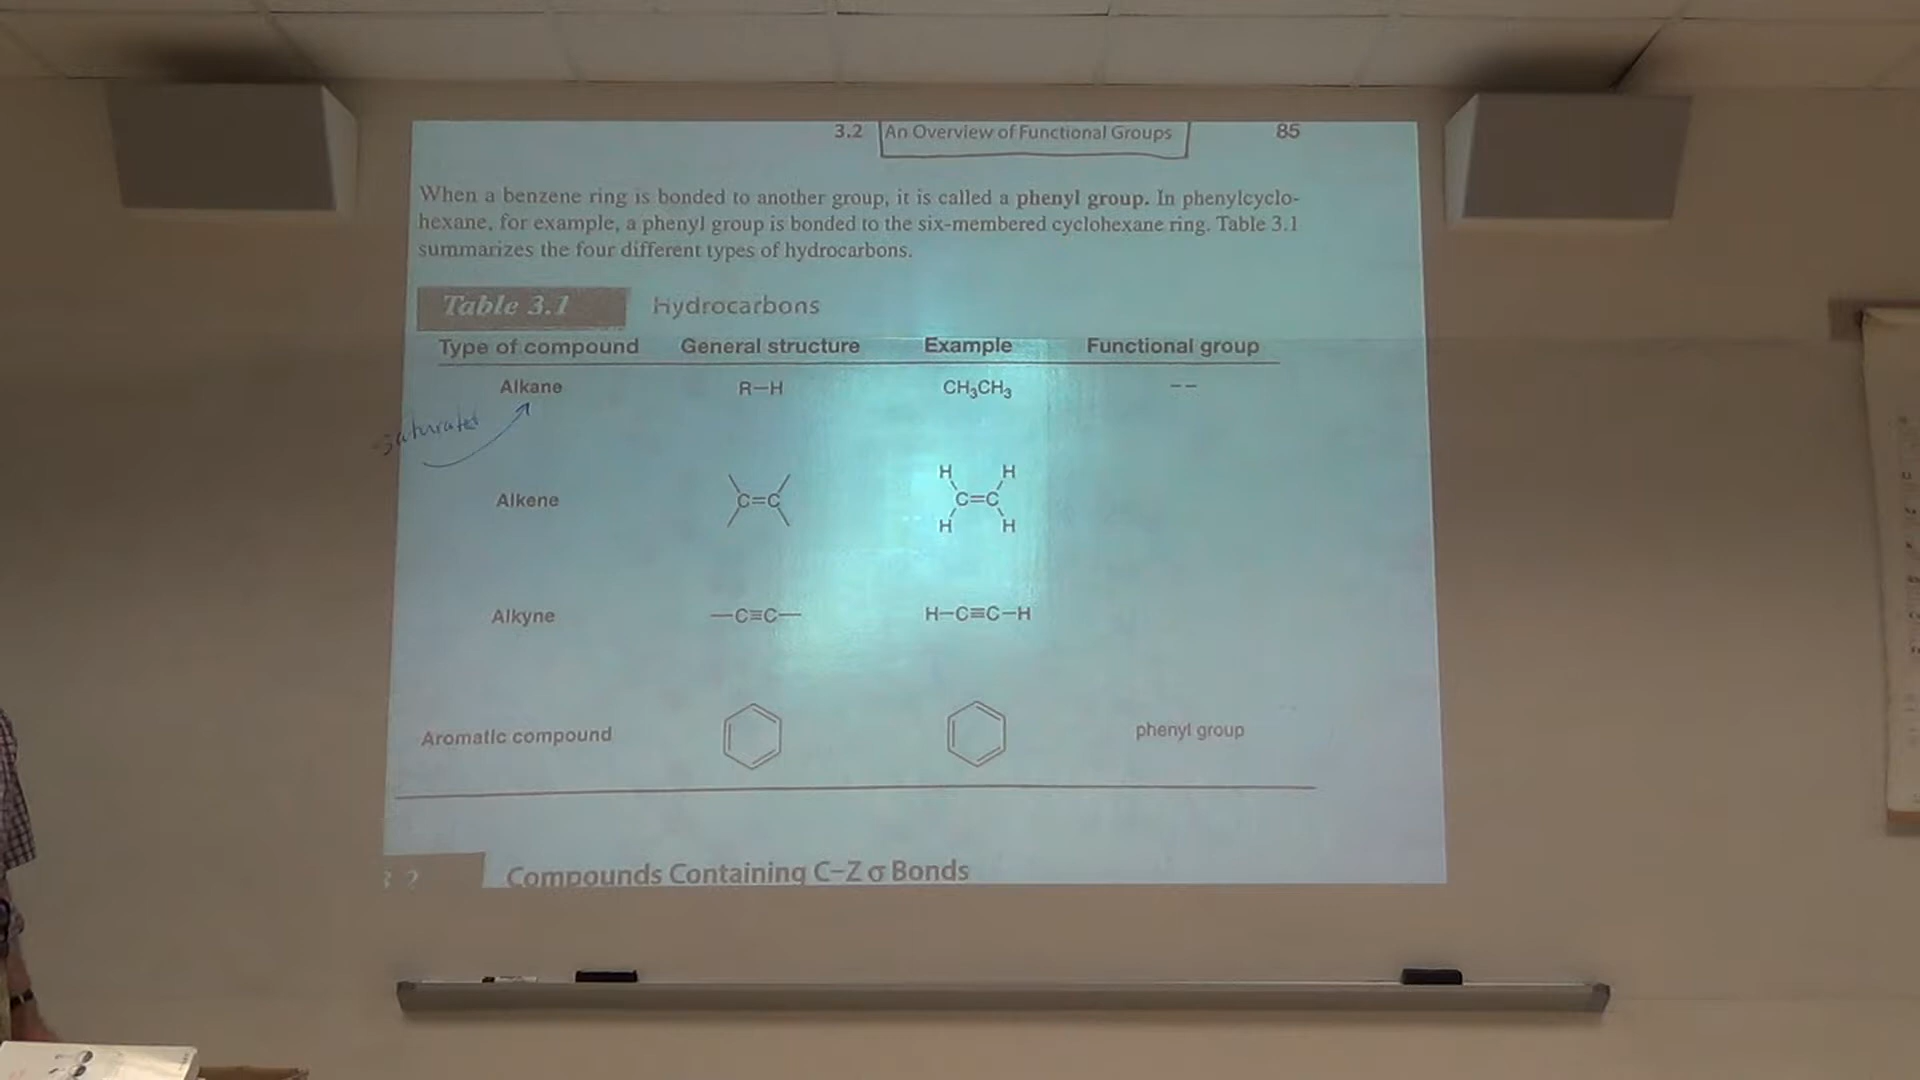 3.2 An Overview of Functional Groups 85
When a benzene ring is bonded to another group, it is called a phenyl group. In phenylcyclo-
hexane, for example, a phenyl group is bonded to the six-membered cyclohexane ring. Table 3.1
summarizes the four different types of hydrocarbons.
Table 3.1 Hydrocarbons
Type of compound General structure Example Functional group
Alkane R—H CH₃CH₃ – –
saturated
H H
Alkene C=C C=C
H H
Alkyne —C≡C— H—C≡C—H
Aromatic compound phenyl group
3 2 Compounds Containing C–Z σ Bonds